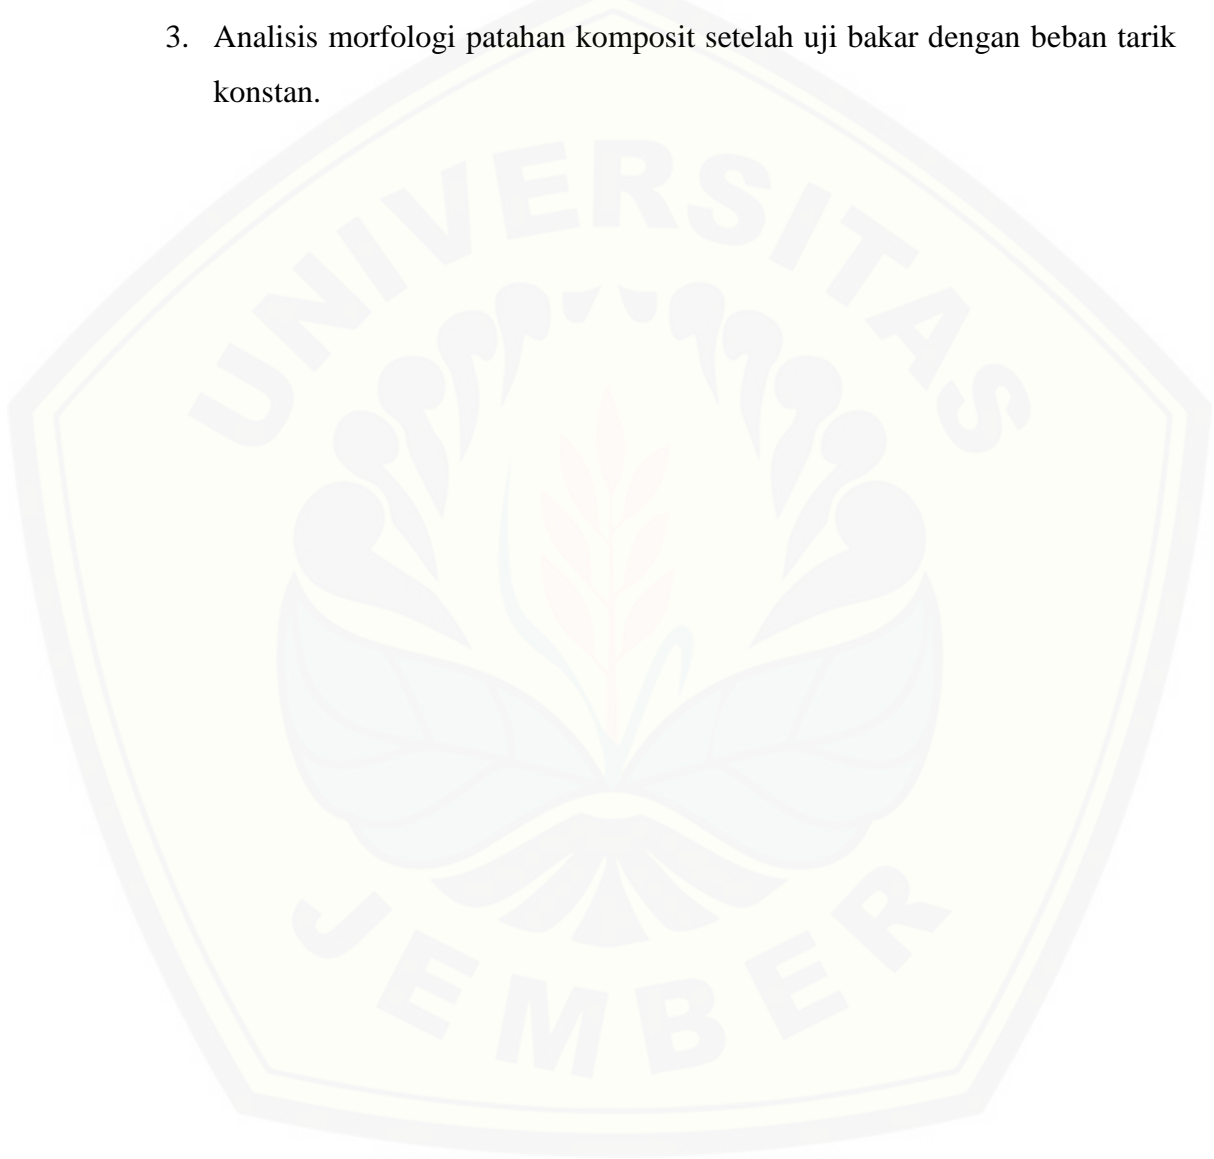 3. Analisis morfologi patahan komposit setelah uji bakar dengan beban tarik
konstan.
UNIVERSITAS
JEMBER